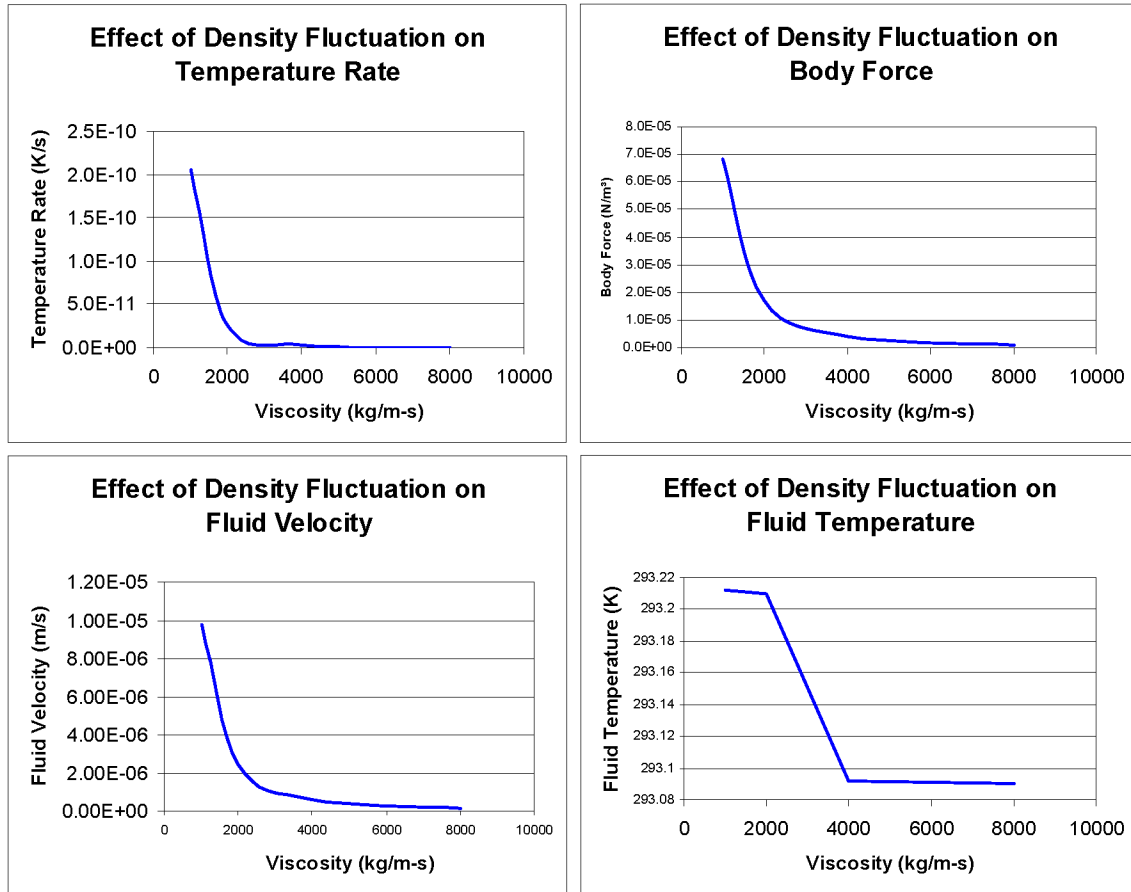 Effect of Density Fluctuation on
Temperature Rate
Temperature Rate (K/s)
2.5E-10
2.0E-10
1.5E-10
1.0E-10
5.0E-11
0.0E+00
0 2000 4000 6000 8000 10000
Viscosity (kg/m-s)
Effect of Density Fluctuation on
Body Force
Body Force (N/m³)
8.0E-05
7.0E-05
6.0E-05
5.0E-05
4.0E-05
3.0E-05
2.0E-05
1.0E-05
0.0E+00
0 2000 4000 6000 8000 10000
Viscosity (kg/m-s)
Effect of Density Fluctuation on
Fluid Velocity
Fluid Velocity (m/s)
1.20E-05
1.00E-05
8.00E-06
6.00E-06
4.00E-06
2.00E-06
0.00E+00
0 2000 4000 6000 8000 10000
Viscosity (kg/m-s)
Effect of Density Fluctuation on
Fluid Temperature
Fluid Temperature (K)
293.22
293.2
293.18
293.16
293.14
293.12
293.1
293.08
0 2000 4000 6000 8000 10000
Viscosity (kg/m-s)